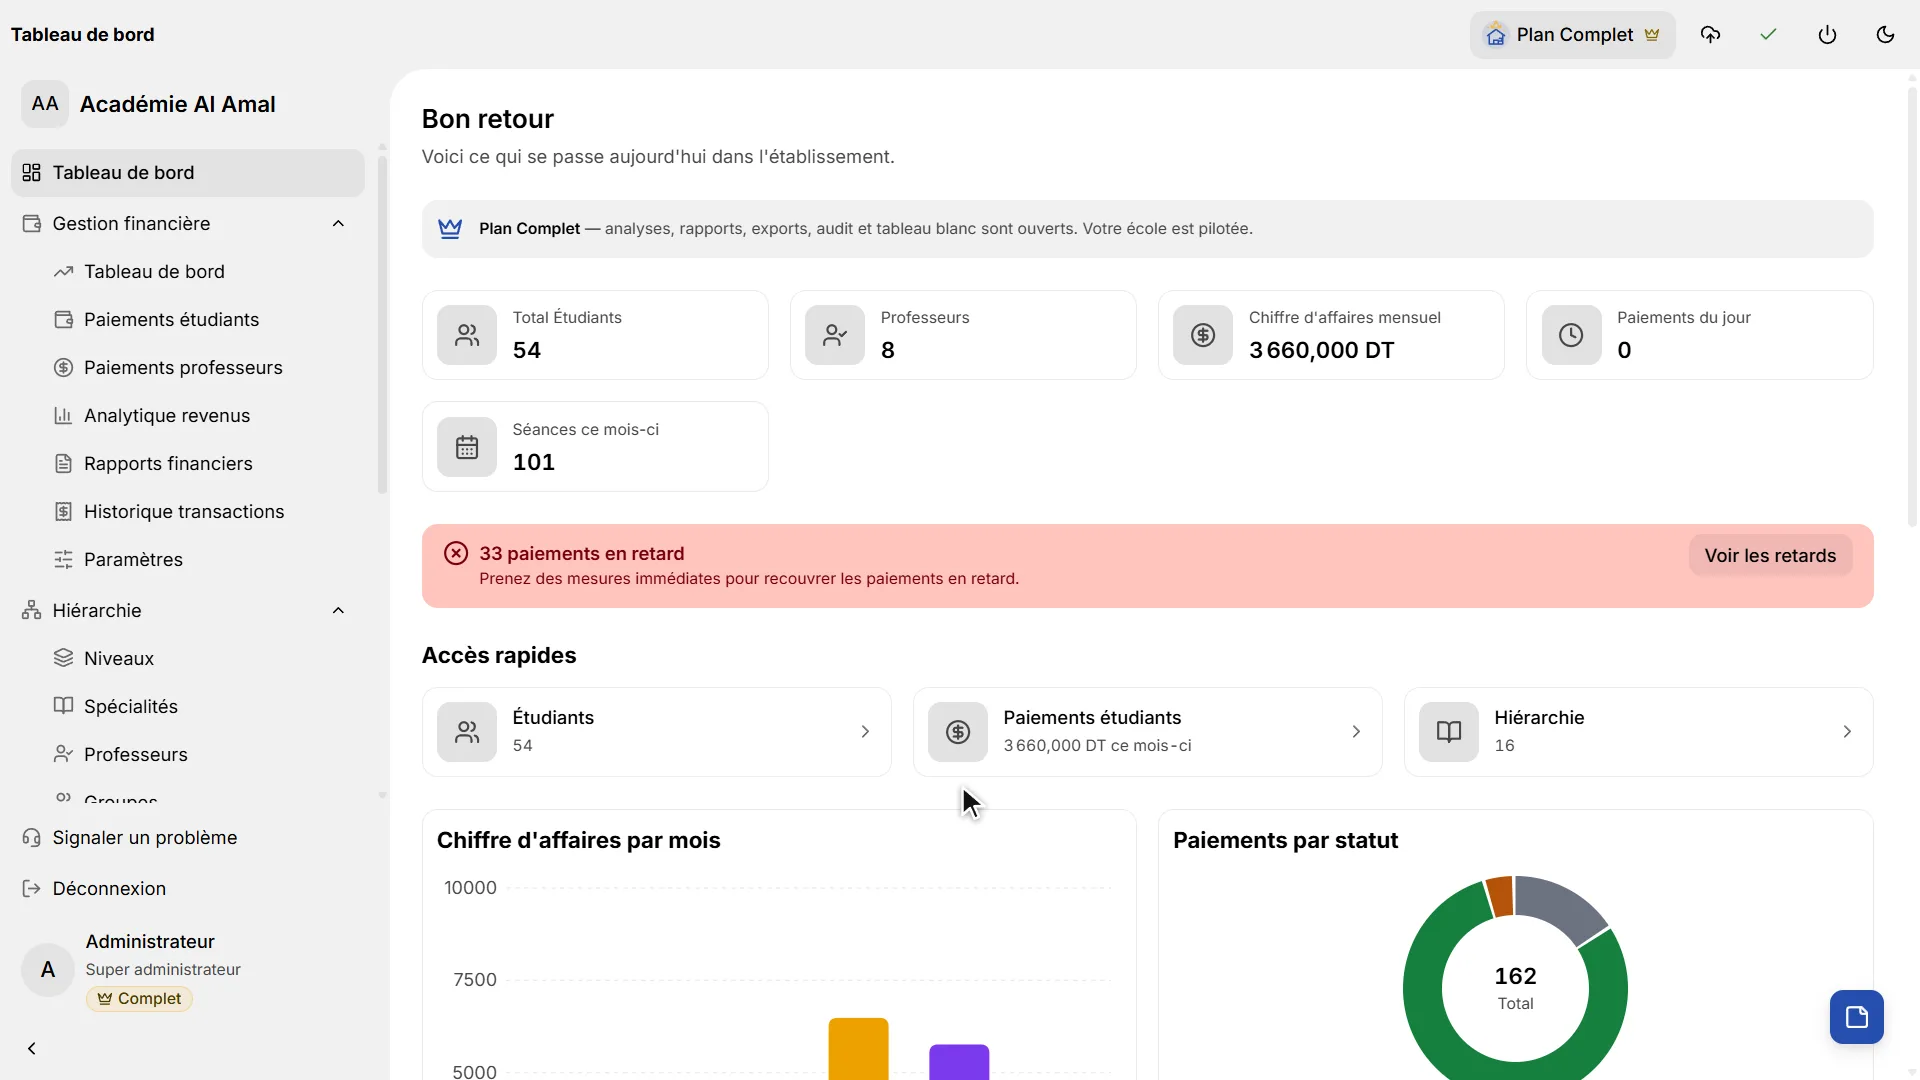 Tableau de bord
Plan Complet
AA
Académie Al Amal
Tableau de bord
Gestion financière
Tableau de bord
Paiements étudiants
Paiements professeurs
Analytique revenus
Rapports financiers
Historique transactions
Paramètres
Hiérarchie
Niveaux
Spécialités
Professeurs
Groupes
Signaler un problème
Déconnexion
A
Administrateur
Super administrateur
Complet
Bon retour
Voici ce qui se passe aujourd'hui dans l'établissement.
Plan Complet — analyses, rapports, exports, audit et tableau blanc sont ouverts. Votre école est pilotée.
Total Étudiants
54
Professeurs
8
Chiffre d'affaires mensuel
3 660,000 DT
Paiements du jour
0
Séances ce mois-ci
101
33 paiements en retard
Prenez des mesures immédiates pour recouvrer les paiements en retard.
Voir les retards
Accès rapides
Étudiants
54
Paiements étudiants
3 660,000 DT ce mois-ci
Hiérarchie
16
Chiffre d'affaires par mois
10000
7500
5000
Paiements par statut
162
Total